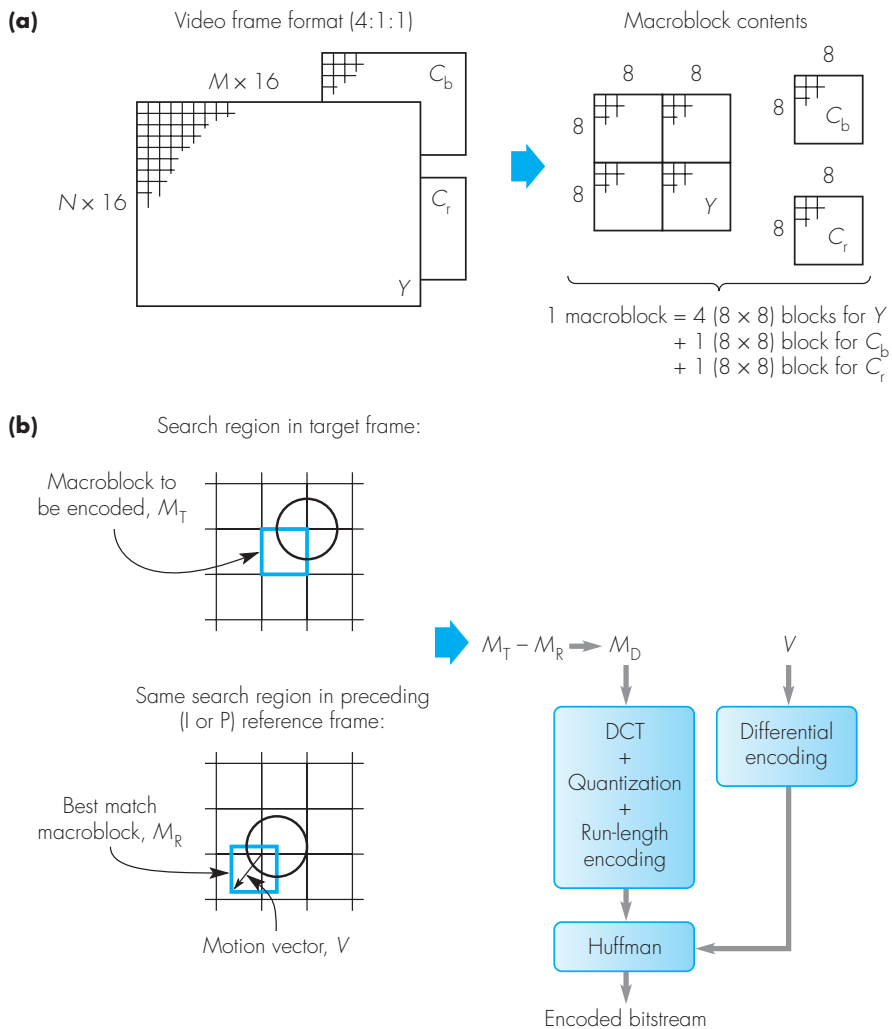 (a)
Video frame format (4:1:1)
M × 16
N × 16
C_b
C_r
Y
Macroblock contents
8 8
8
8
Y
8
8
C_b
8
8
C_r
1 macroblock = 4 (8 × 8) blocks for Y
+ 1 (8 × 8) block for C_b
+ 1 (8 × 8) block for C_r
(b)
Search region in target frame:
Macroblock to
be encoded, M_T
Same search region in preceding
(I or P) reference frame:
Best match
macroblock, M_R
Motion vector, V
M_T – M_R
M_D
V
DCT
+
Quantization
+
Run-length
encoding
Differential
encoding
Huffman
Encoded bitstream